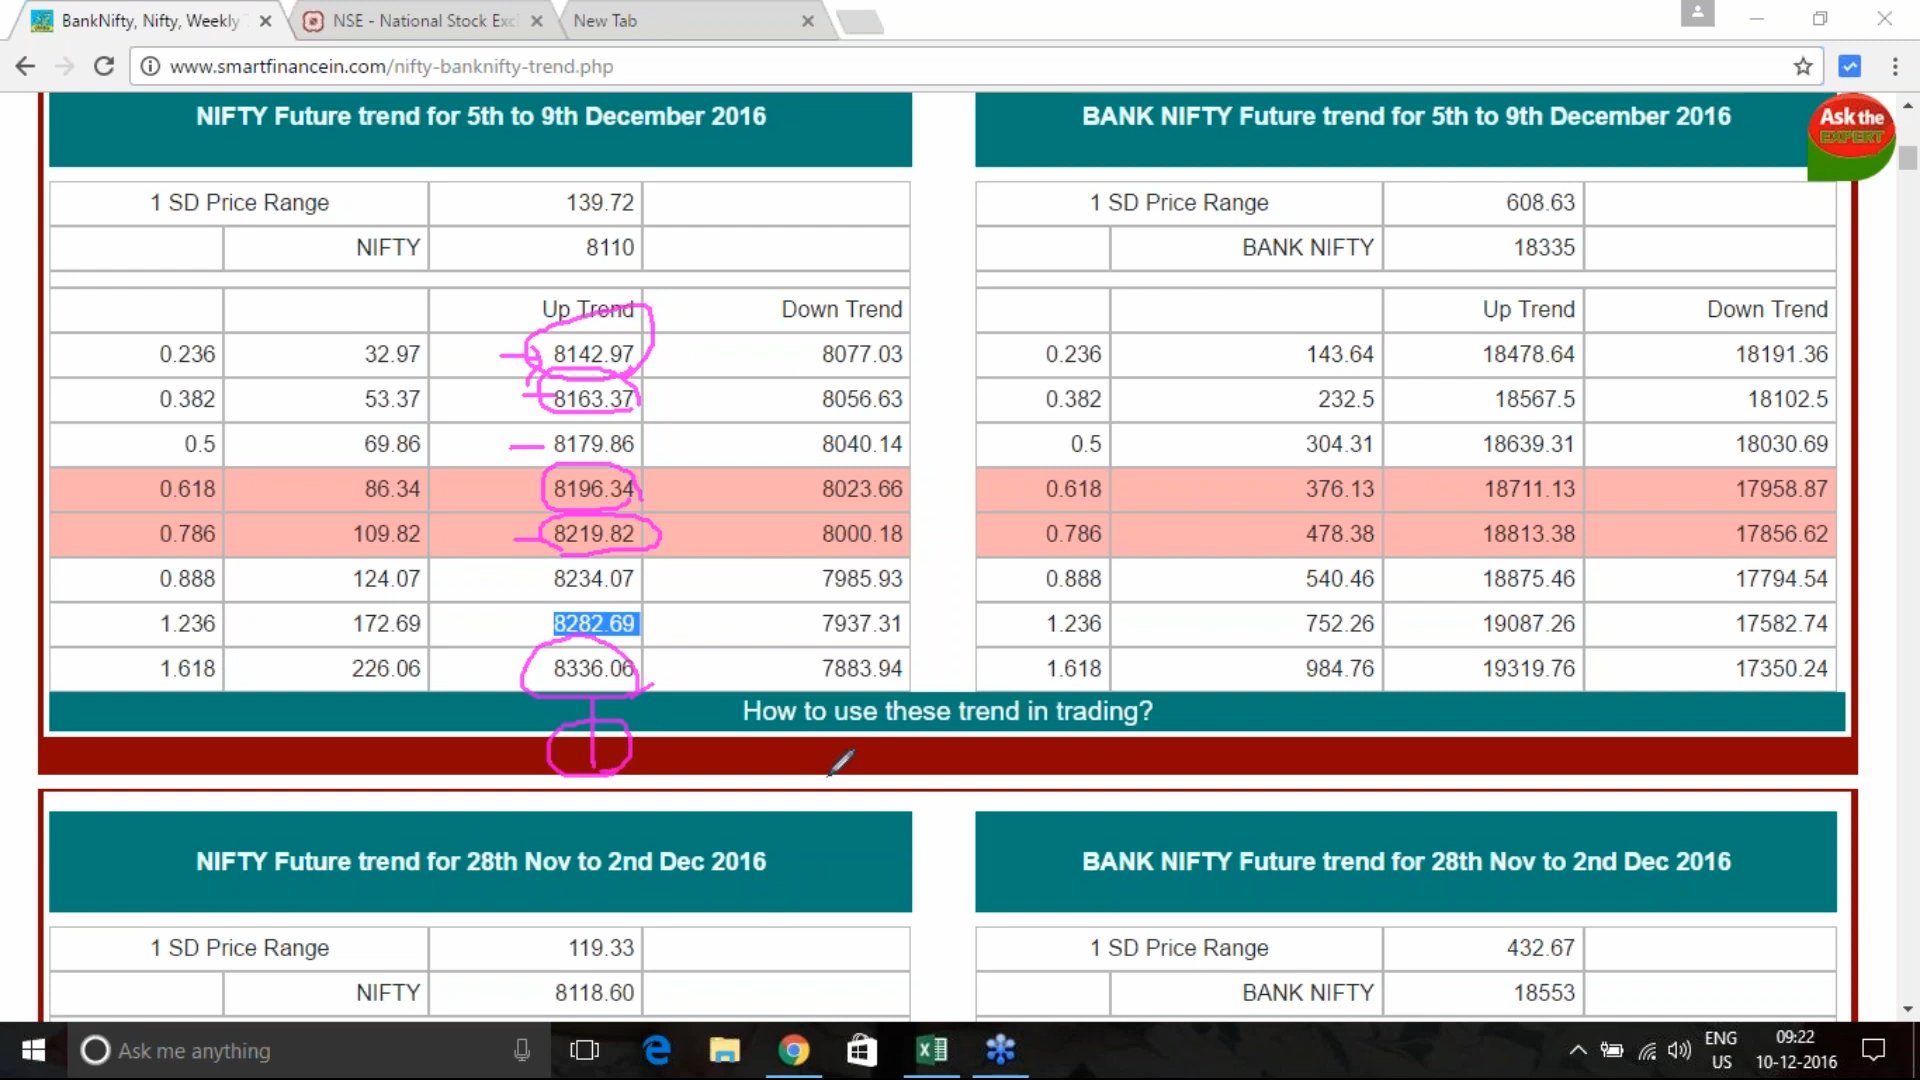 BankNifty, Nifty, Weekly
NSE - National Stock Exc
New Tab
www.smartfinancein.com/nifty-banknifty-trend.php
NIFTY Future trend for 5th to 9th December 2016
BANK NIFTY Future trend for 5th to 9th December 2016
Ask the
EXPERT
1 SD Price Range 139.72
NIFTY 8110
Up Trend Down Trend
0.236 32.97 8142.97 8077.03
0.382 53.37 8163.37 8056.63
0.5 69.86 8179.86 8040.14
0.618 86.34 8196.34 8023.66
0.786 109.82 8219.82 8000.18
0.888 124.07 8234.07 7985.93
1.236 172.69 8282.69 7937.31
1.618 226.06 8336.06 7883.94
1 SD Price Range 608.63
BANK NIFTY 18335
Up Trend Down Trend
0.236 143.64 18478.64 18191.36
0.382 232.5 18567.5 18102.5
0.5 304.31 18639.31 18030.69
0.618 376.13 18711.13 17958.87
0.786 478.38 18813.38 17856.62
0.888 540.46 18875.46 17794.54
1.236 752.26 19087.26 17582.74
1.618 984.76 19319.76 17350.24
How to use these trend in trading?
NIFTY Future trend for 28th Nov to 2nd Dec 2016
BANK NIFTY Future trend for 28th Nov to 2nd Dec 2016
1 SD Price Range 119.33
NIFTY 8118.60
1 SD Price Range 432.67
BANK NIFTY 18553
Ask me anything
ENG
US
09:22
10-12-2016